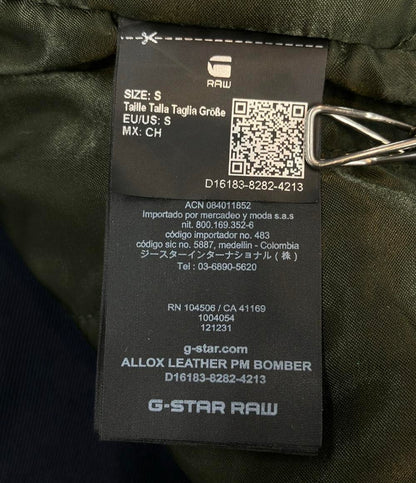 RAW
SIZE: S
Taille Talla Taglia Größe
EU/US: S
MX: CH
D16183-8282-4213
ACN 084011852
Importado por mercadeo y moda s.a.s
nit. 800.169.352-6
código importador no. 483
código sic no. 5887, medellin - Colombia
ジースターインターナショナル(株)
Tel : 03-6890-5620
RN 104506 / CA 41169
1004054
121231
g-star.com
ALLOX LEATHER PM BOMBER
D16183-8282-4213
G-STAR RAW